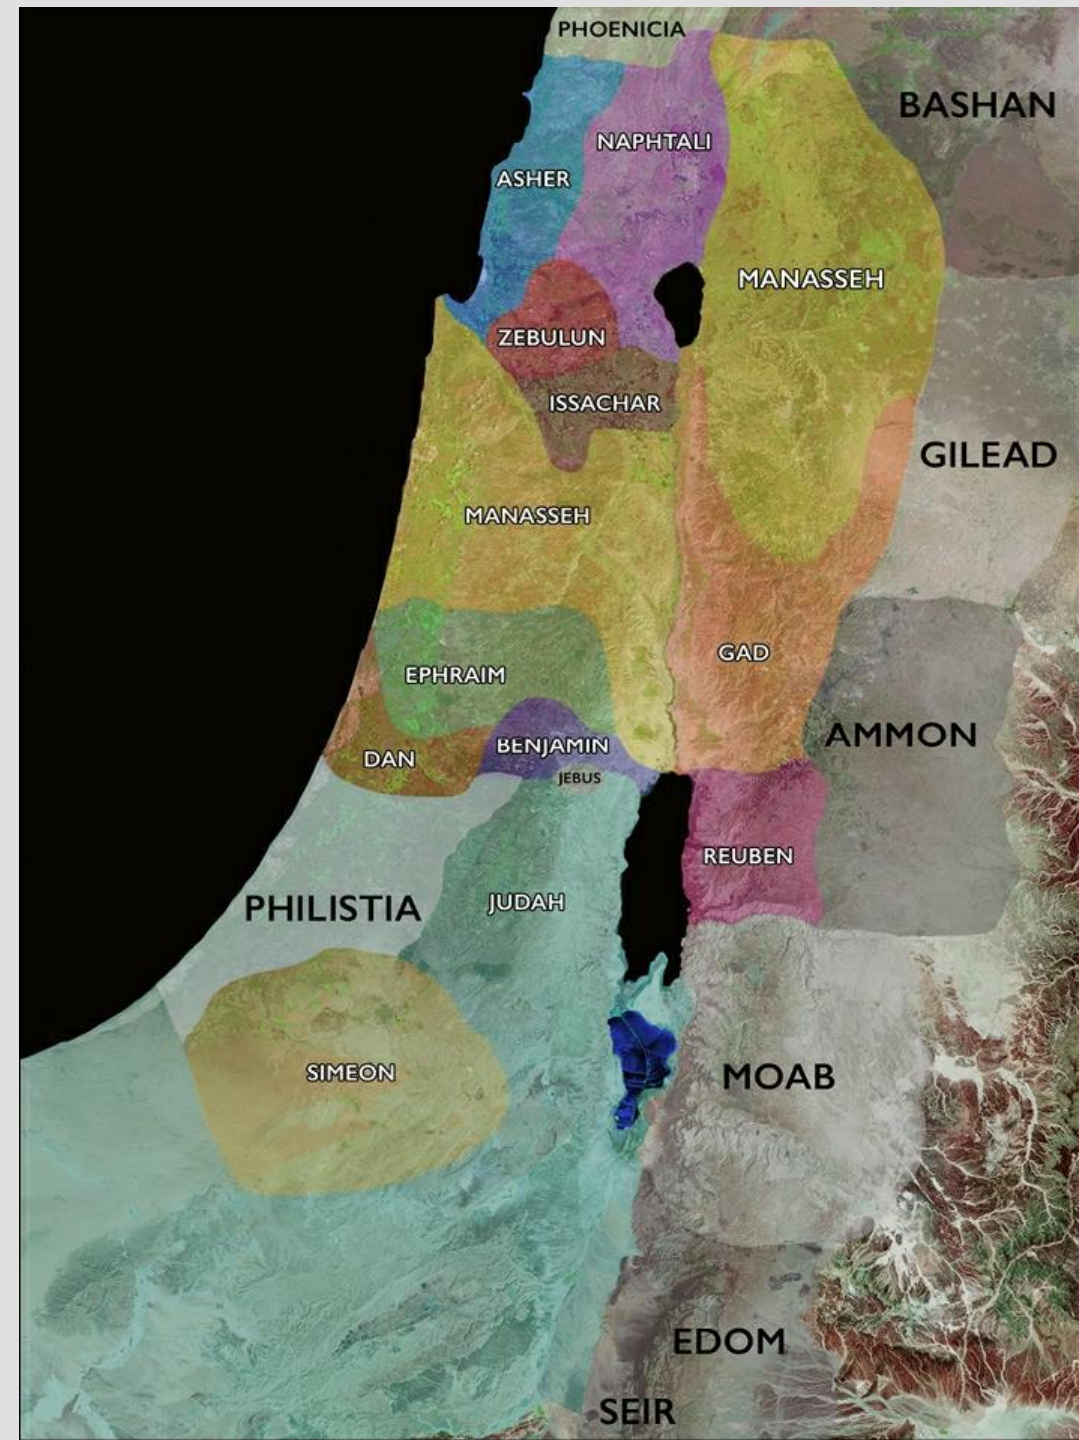 PHOENICIA
BASHAN
NAPHTALI
ASHER
MANASSEH
ZEBULUN
ISSACHAR
GILEAD
MANASSEH
GAD
EPHRAIM
AMMON
BENJAMIN
DAN
JEBUS
REUBEN
JUDAH
PHILISTIA
SIMEON
MOAB
EDOM
SEIR